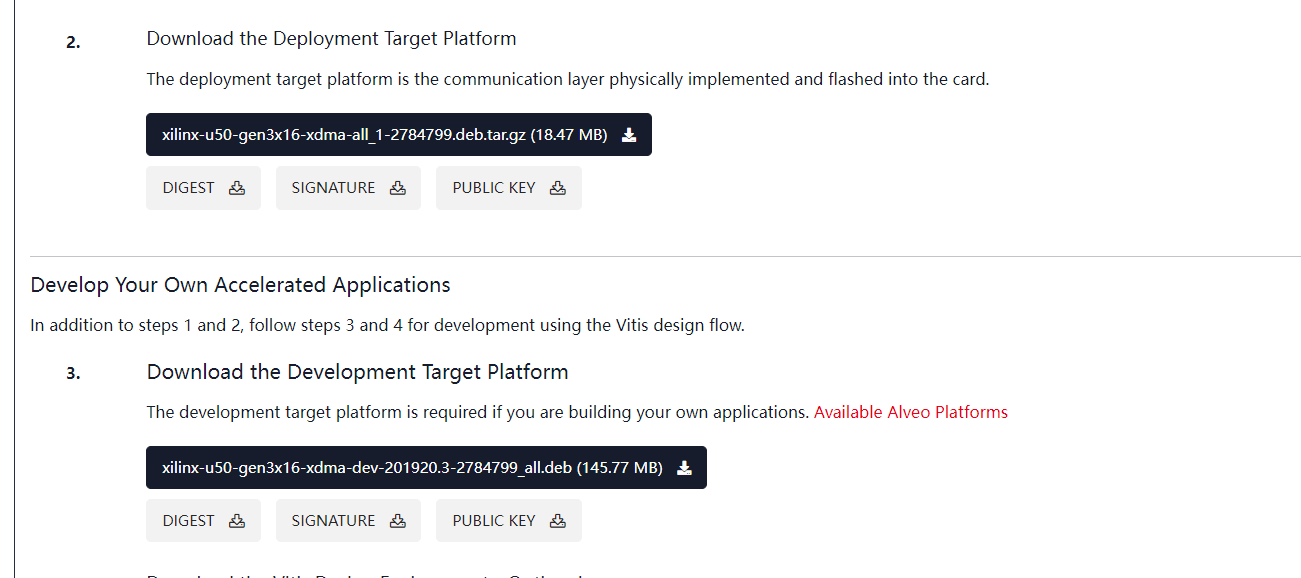 2.
Download the Deployment Target Platform
The deployment target platform is the communication layer physically implemented and flashed into the card.
xilinx-u50-gen3x16-xdma-all_1-2784799.deb.tar.gz (18.47 MB)
DIGEST SIGNATURE PUBLIC KEY
Develop Your Own Accelerated Applications
In addition to steps 1 and 2, follow steps 3 and 4 for development using the Vitis design flow.
3.
Download the Development Target Platform
The development target platform is required if you are building your own applications. Available Alveo Platforms
xilinx-u50-gen3x16-xdma-dev-201920.3-2784799_all.deb (145.77 MB)
DIGEST SIGNATURE PUBLIC KEY